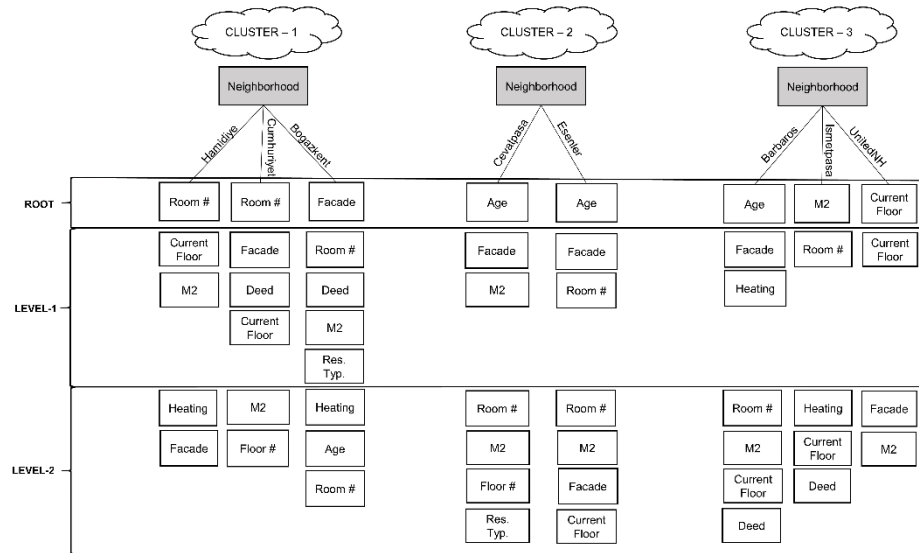 CLUSTER – 1
CLUSTER – 2
CLUSTER – 3
Neighborhood
Neighborhood
Neighborhood
Hamidiye
Cumhuriyet
Bogazkent
Cevatpasa
Esenler
Barbaros
Ismetpasa
UnitedNH
ROOT
Room #
Room #
Facade
Age
Age
Age
M2
Current
Floor
LEVEL-1
Current
Floor
Facade
Room #
Facade
Facade
Facade
Room #
Current
Floor
M2
Deed
Deed
M2
Room #
Heating
Current
Floor
M2
Res.
Typ.
LEVEL-2
Heating
M2
Heating
Room #
Room #
Room #
Heating
Facade
Facade
Floor #
Age
M2
M2
M2
Current
Floor
M2
Room #
Floor #
Facade
Current
Floor
Deed
Res.
Typ.
Current
Floor
Deed